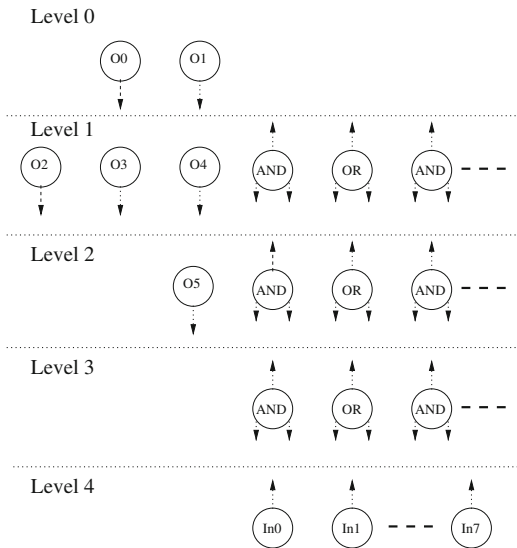 Level 0
O0 O1
Level 1
O2 O3 O4 AND OR AND
Level 2
O5 AND OR AND
Level 3
AND OR AND
Level 4
In0 In1 In7